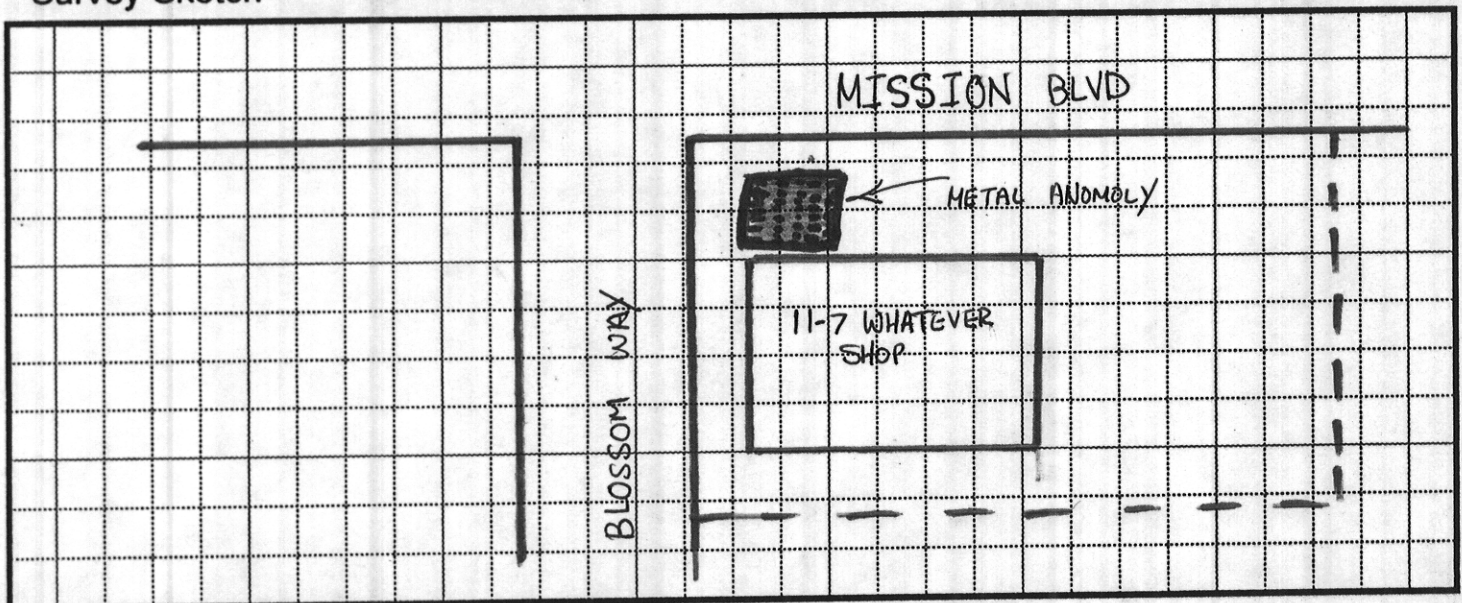 Survey Sketch
MISSION BLVD
METAL ANOMOLY
11-7 WHATEVER
SHOP
BLOSSOM WAY